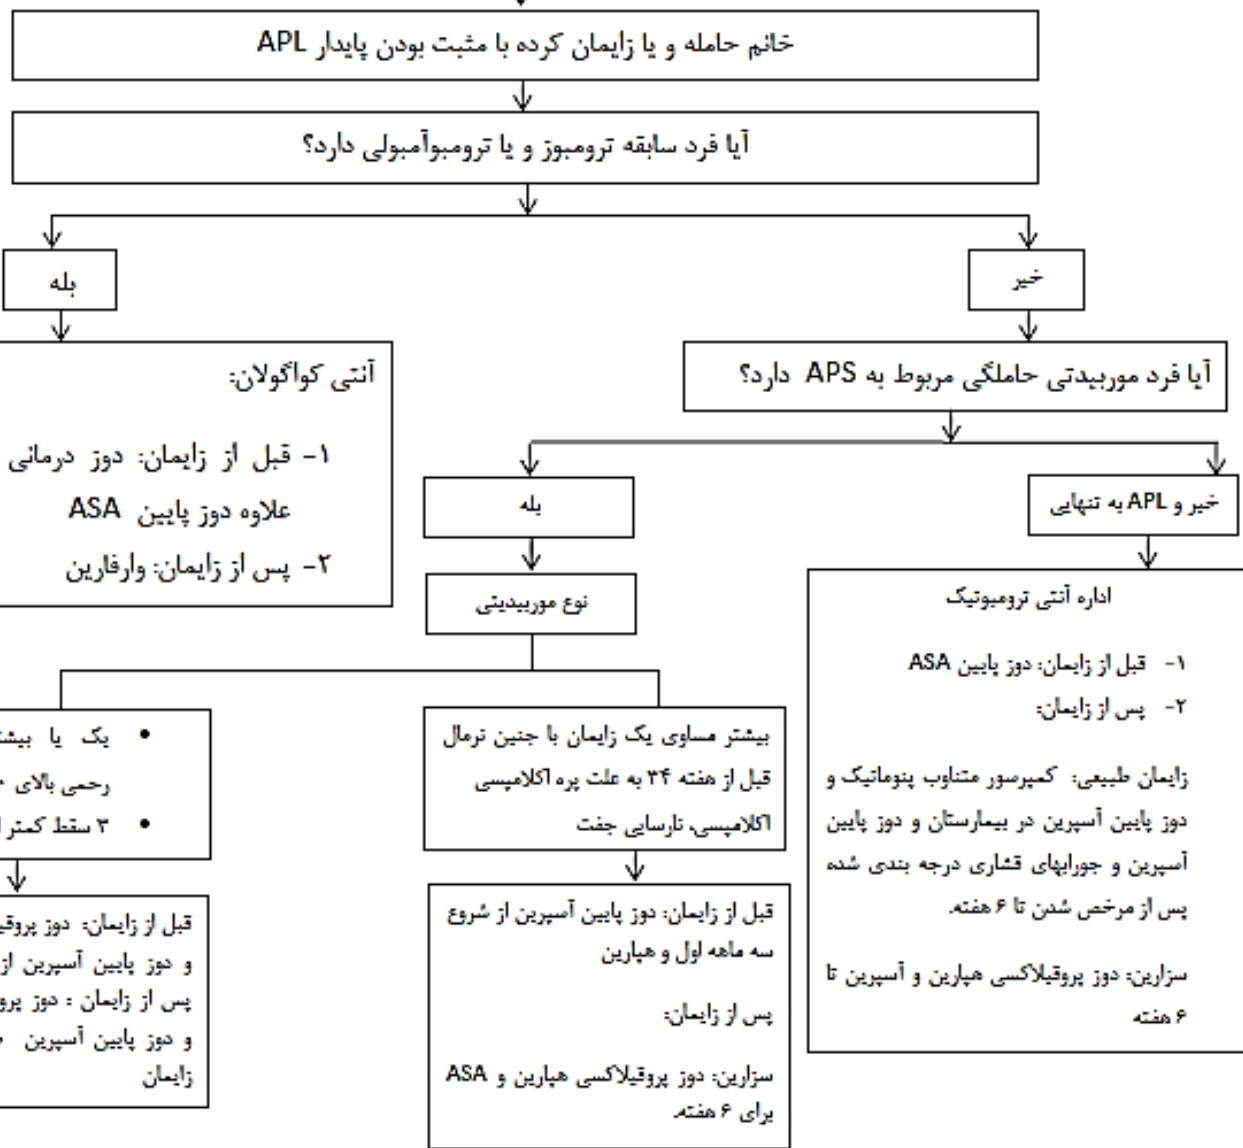 خانم حامله و یا زایمان کرده با مثبت بودن پایدار APL
آیا فرد سابقه ترومبوز و یا ترومبوآمبولی دارد؟
خیر
بله
آیا فرد موربیدتی حاملگی مربوط به APS دارد؟
آنتی کواگولان:
۱- قبل از زایمان: دوز درمانی
علاوه دوز پایین ASA
۲- پس از زایمان: وارفارین
خیر و APL به تنهایی
بله
نوع موربیدیتی
اداره آنتی ترومبوتیک
۱- قبل از زایمان: دوز پایین ASA
۲- پس از زایمان:
زایمان طبیعی: کمپرسور متناوب پنوماتیک و
دوز پایین آسپرین در بیمارستان و دوز پایین
آسپرین و جورابهای فشاری درجه بندی شده
پس از مرخص شدن تا ۶ هفته.
سزارین: دوز پروفیلاکسی هپارین و آسپرین تا
۶ هفته
بیشتر مساوی یک زایمان با جنین نرمال
قبل از هفته ۳۴ به علت پره اکلامپسی
اکلامپسی، نارسایی جفت
قبل از زایمان: دوز پایین آسپرین از شروع
سه ماهه اول و هپارین
پس از زایمان:
سزارین: دوز پروفیلاکسی هپارین و ASA
برای ۶ هفته.
• یک یا بیشتر
رحمی بالای
• ۳ سقط کمتر
قبل از زایمان: دوز
و دوز پایین آسپرین از
پس از زایمان : دوز
و دوز پایین آسپرین
زایمان